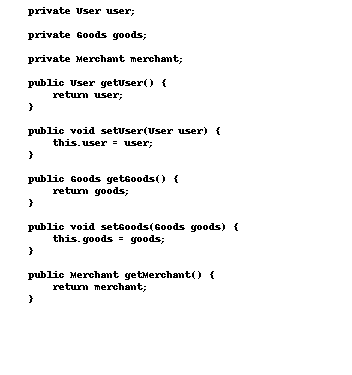 private User user;

private Goods goods;

private Merchant merchant;

public User getUser() {
    return user;
}

public void setUser(User user) {
    this.user = user;
}

public Goods getGoods() {
    return goods;
}

public void setGoods(Goods goods) {
    this.goods = goods;
}

public Merchant getMerchant() {
    return merchant;
}